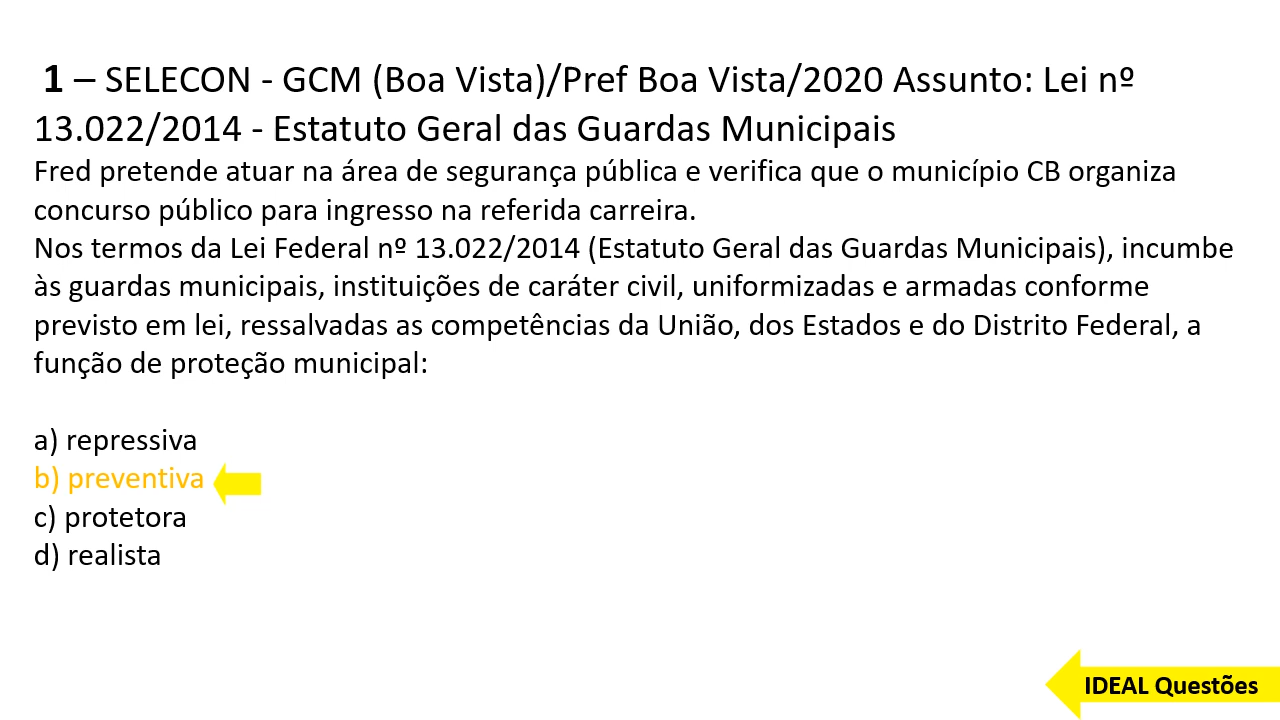 1 – SELECON - GCM (Boa Vista)/Pref Boa Vista/2020 Assunto: Lei nº
13.022/2014 - Estatuto Geral das Guardas Municipais
Fred pretende atuar na área de segurança pública e verifica que o município CB organiza
concurso público para ingresso na referida carreira.
Nos termos da Lei Federal nº 13.022/2014 (Estatuto Geral das Guardas Municipais), incumbe
às guardas municipais, instituições de caráter civil, uniformizadas e armadas conforme
previsto em lei, ressalvadas as competências da União, dos Estados e do Distrito Federal, a
função de proteção municipal:
a) repressiva
b) preventiva
c) protetora
d) realista
IDEAL Questões